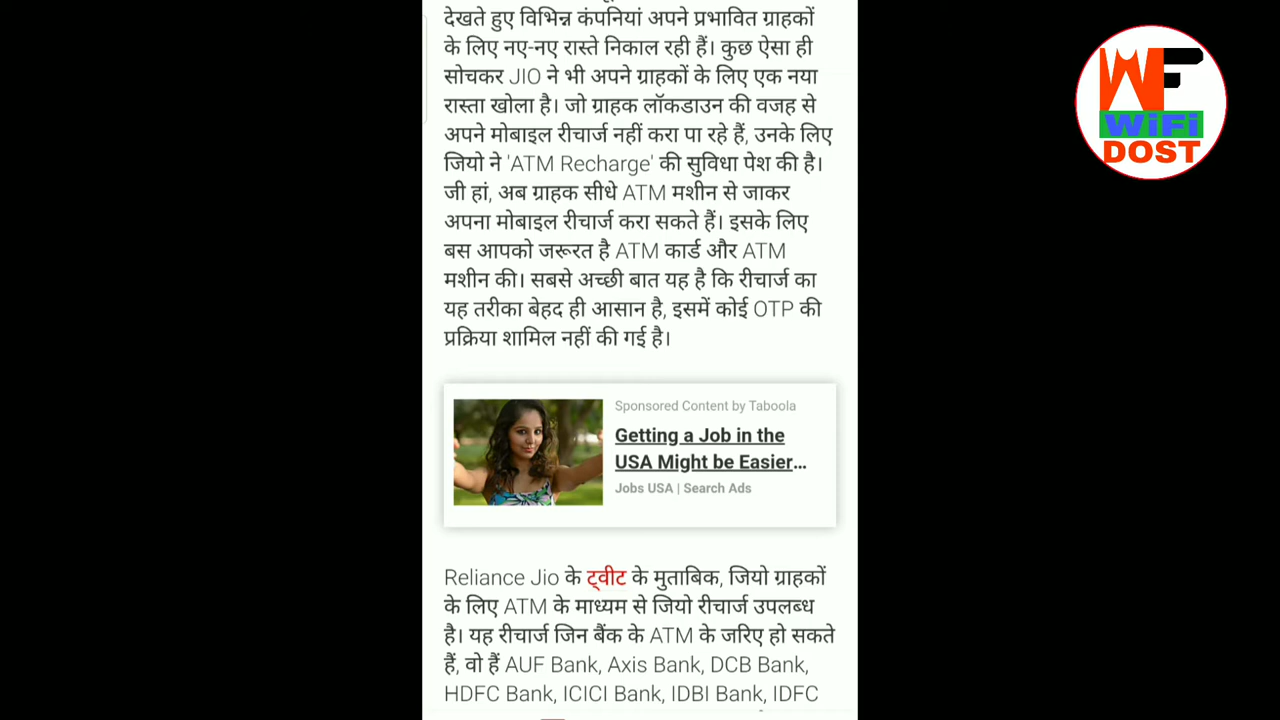 देखते हुए विभिन्न कंपनियां अपने प्रभावित ग्राहकों
के लिए नए-नए रास्ते निकाल रही हैं। कुछ ऐसा ही
सोचकर JIO ने भी अपने ग्राहकों के लिए एक नया
रास्ता खोला है। जो ग्राहक लॉकडाउन की वजह से
अपने मोबाइल रीचार्ज नहीं करा पा रहे हैं, उनके लिए
जियो ने 'ATM Recharge' की सुविधा पेश की है।
जी हां, अब ग्राहक सीधे ATM मशीन से जाकर
अपना मोबाइल रीचार्ज करा सकते हैं। इसके लिए
बस आपको जरूरत है ATM कार्ड और ATM
मशीन की। सबसे अच्छी बात यह है कि रीचार्ज का
यह तरीका बेहद ही आसान है, इसमें कोई OTP की
प्रक्रिया शामिल नहीं की गई है।
Sponsored Content by Taboola
Getting a Job in the
USA Might be Easier...
Jobs USA | Search Ads
Reliance Jio के ट्वीट के मुताबिक, जियो ग्राहकों
के लिए ATM के माध्यम से जियो रीचार्ज उपलब्ध
है। यह रीचार्ज जिन बैंक के ATM के जरिए हो सकते
हैं, वो हैं AUF Bank, Axis Bank, DCB Bank,
HDFC Bank, ICICI Bank, IDBI Bank, IDFC
WF
WiFi
DOST